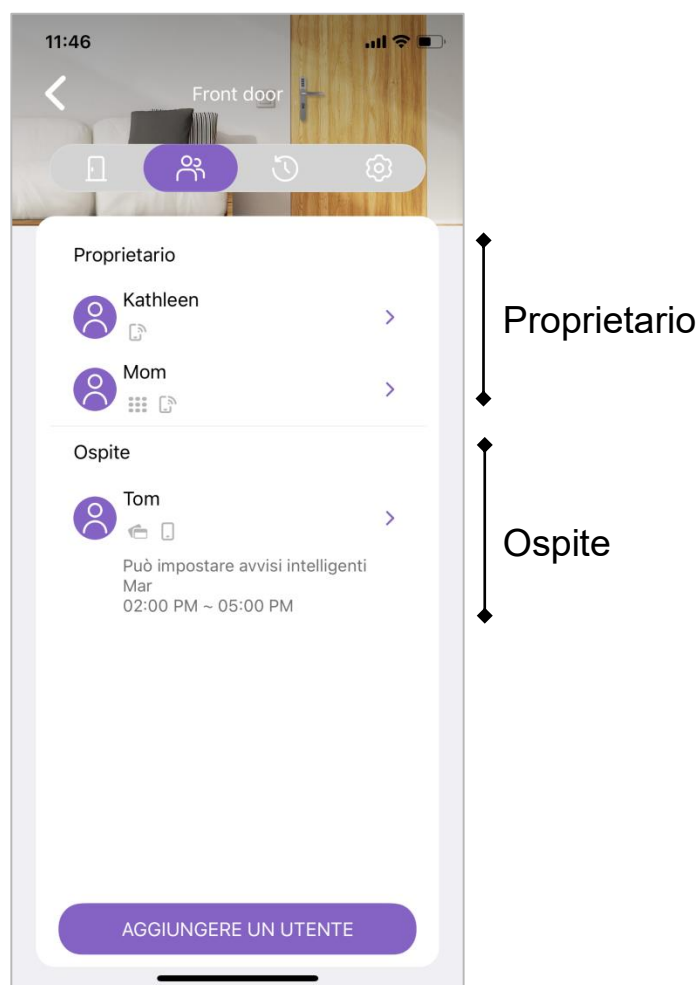 11:46
Front door
Proprietario
Kathleen
Mom
Ospite
Tom
Può impostare avvisi intelligenti
Mar
02:00 PM ~ 05:00 PM
AGGIUNGERE UN UTENTE
Proprietario
Ospite